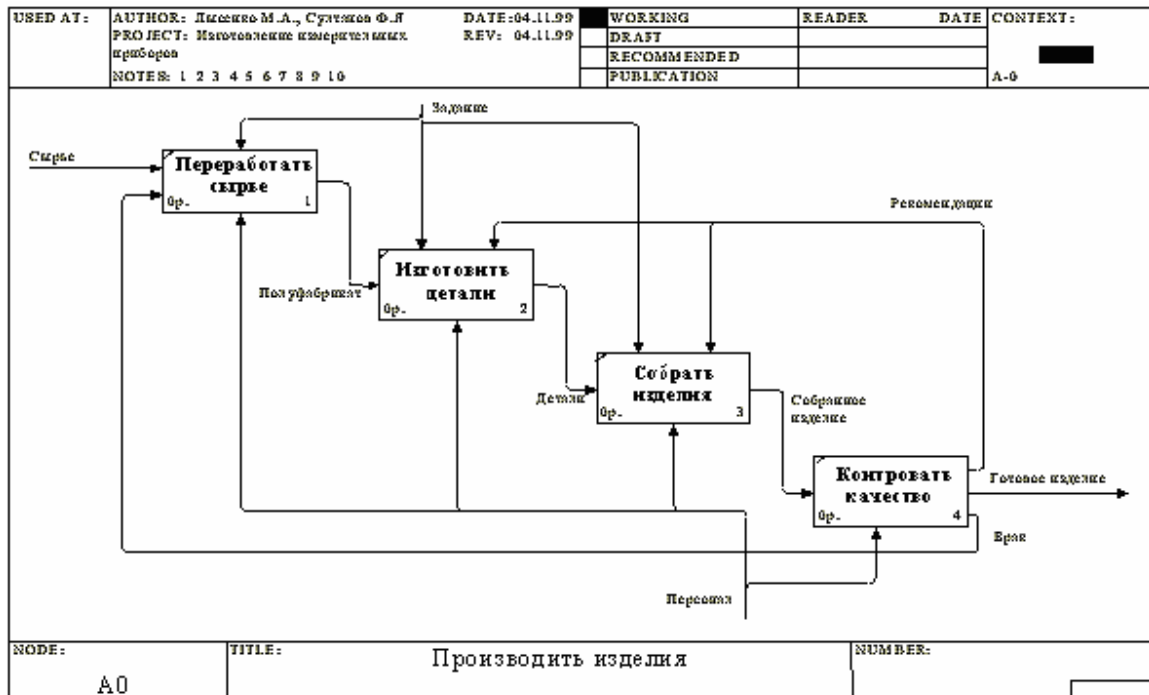 USED AT:
AUTHOR: Лысенко М.А., Султанов Ф.Я
DATE:04.11.99
PROJECT: Изготовление измерительных
приборов
REV: 04.11.99
NOTES: 1 2 3 4 5 6 7 8 9 10
WORKING
DRAFT
RECOMMENDED
PUBLICATION
READER DATE
CONTEXT:
A-0
Задание
Сырье
Переработать
сырье
0р. 1
Рекомендации
Изготовить
детали
0р. 2
Полуфабрикат
Собрать
изделия
0р. 3
Детали
Собранное
изделие
Контровать
качество
0р. 4
Готовое изделие
Брак
Персонал
NODE:
A0
TITLE:
Производить изделия
NUMBER: